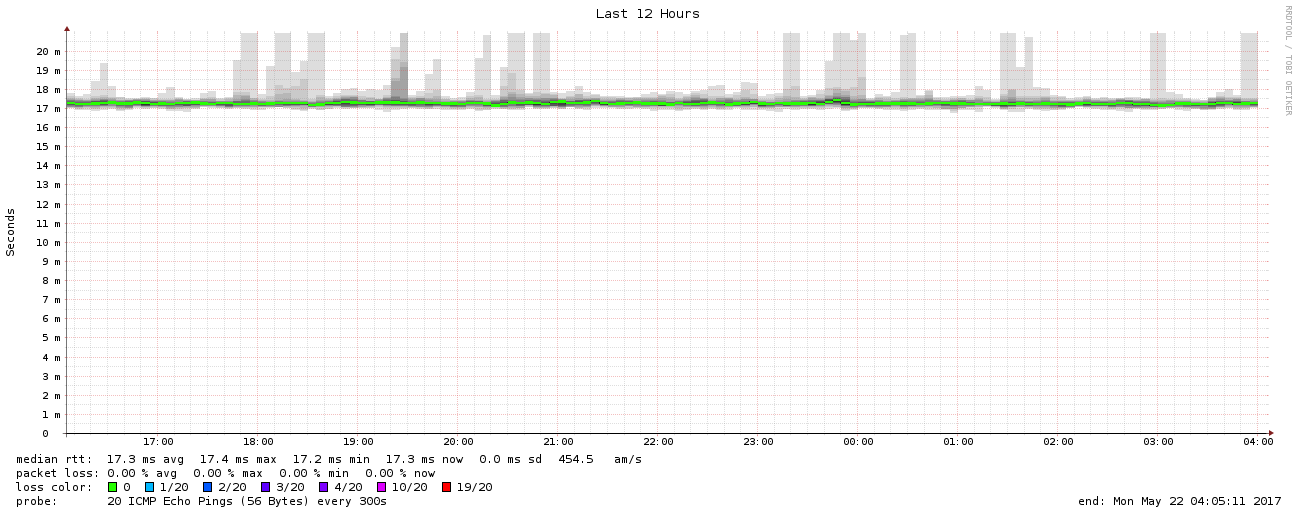 Last 12 Hours
RRDTOOL / TOBI OETIKER
Seconds
20 m
19 m
18 m
17 m
16 m
15 m
14 m
13 m
12 m
11 m
10 m
9 m
8 m
7 m
6 m
5 m
4 m
3 m
2 m
1 m
0
17:00 18:00 19:00 20:00 21:00 22:00 23:00 00:00 01:00 02:00 03:00 04:00
median rtt: 17.3 ms avg 17.4 ms max 17.2 ms min 17.3 ms now 0.0 ms sd 454.5 am/s
packet loss: 0.00 % avg 0.00 % max 0.00 % min 0.00 % now
loss color: 0 1/20 2/20 3/20 4/20 10/20 19/20
probe: 20 ICMP Echo Pings (56 Bytes) every 300s end: Mon May 22 04:05:11 2017